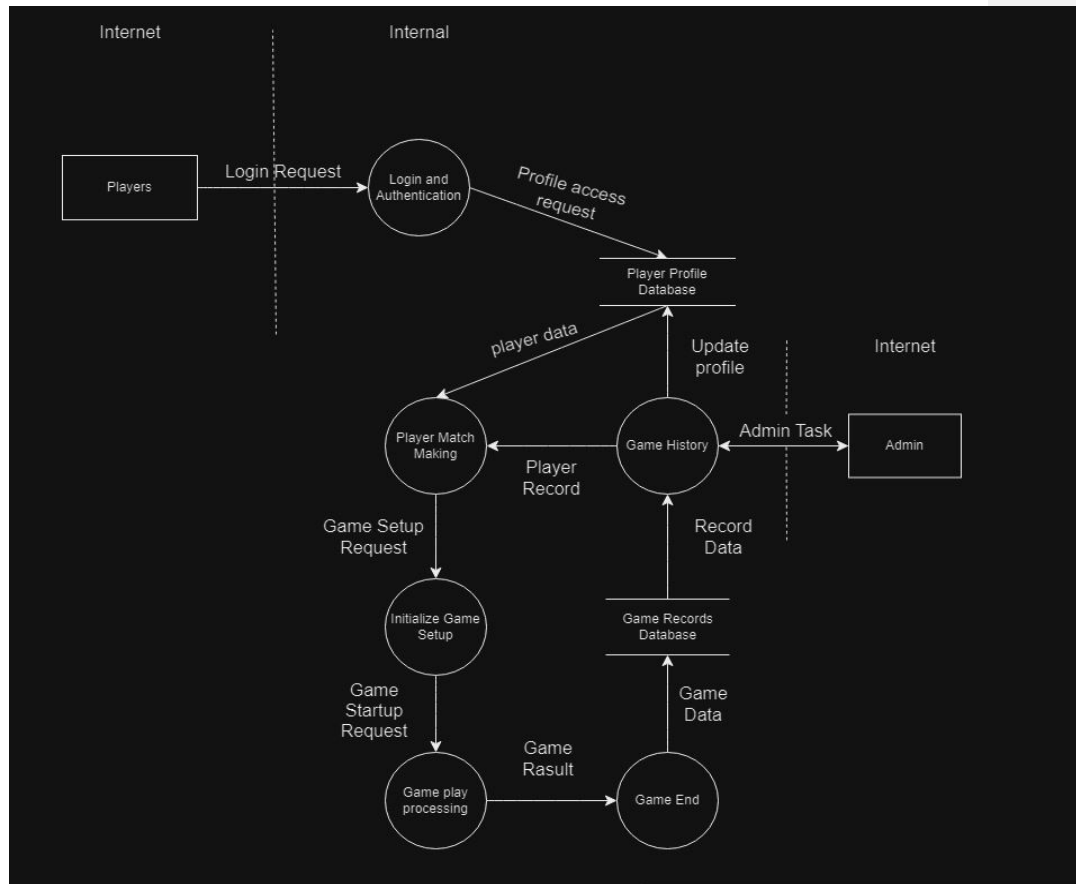 Internet
Internal
Players
Login Request
Login and
Authentication
Profile access
request
Player Profile
Database
player data
Update
profile
Internet
Player Match
Making
Player
Record
Game History
Admin Task
Admin
Game Setup
Request
Record
Data
Initialize Game
Setup
Game Records
Database
Game
Startup
Request
Game
Data
Game play
processing
Game
Rasult
Game End